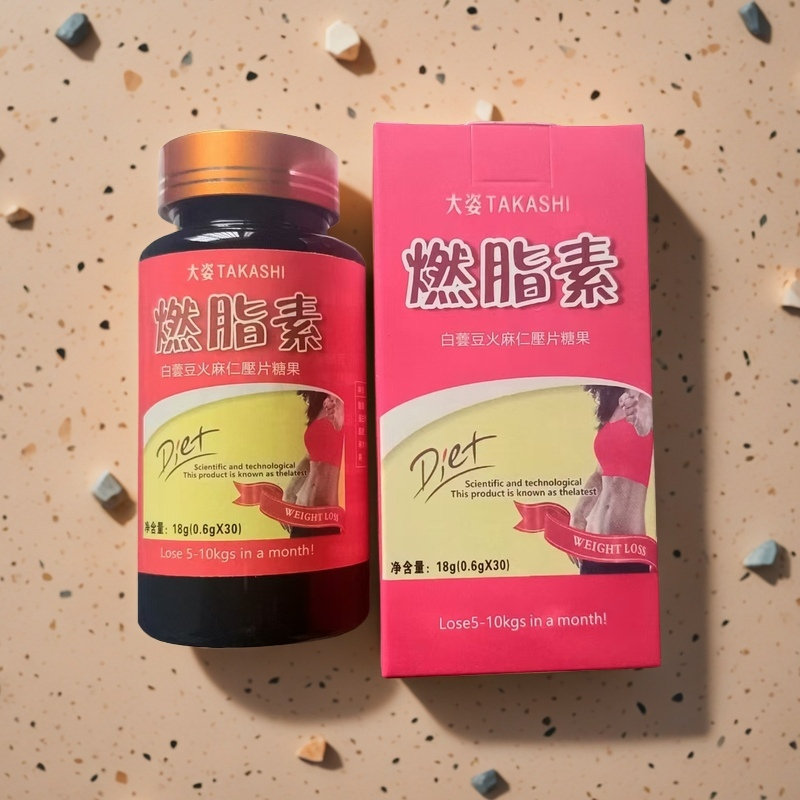 大姿TAKASHI
燃脂素
白蕓豆火麻仁壓片糖果
Diet
Scientific and technological
This product is known as thelatest
WEIGHT LOSS
净含量：18g(0.6gX30)
Lose 5-10kgs in a month!
大姿TAKASHI
燃脂素
白蕓豆火麻仁壓片糖果
Diet
Scientific and technological
This product is known as thelatest
WEIGHT LOSS
净含量：18g(0.6gX30)
Lose5-10kgs in a month!